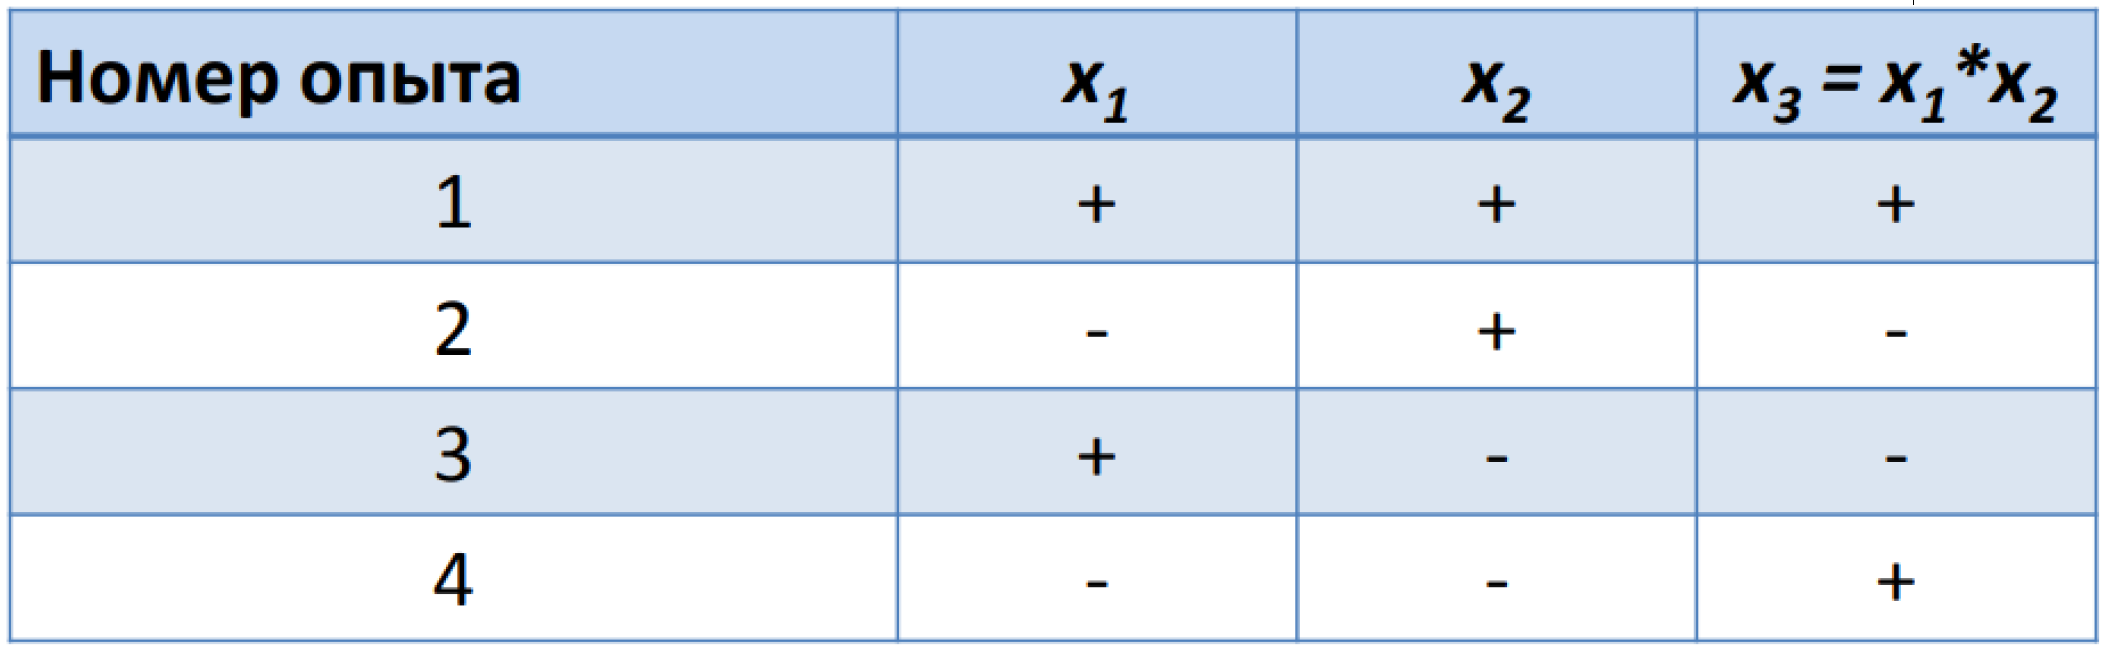 Номер опыта x₁ x₂ x₃ = x₁*x₂
1 + + +
2 - + -
3 + - -
4 - - +